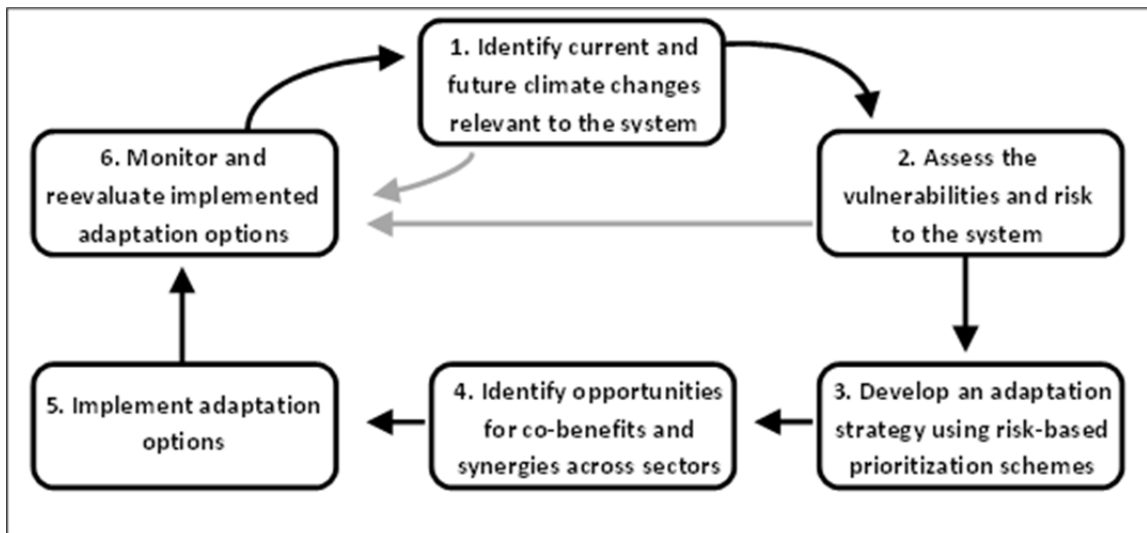 1. Identify current and
future climate changes
relevant to the system
2. Assess the
vulnerabilities and risk
to the system
3. Develop an adaptation
strategy using risk-based
prioritization schemes
4. Identify opportunities
for co-benefits and
synergies across sectors
5. Implement adaptation
options
6. Monitor and
reevaluate implemented
adaptation options